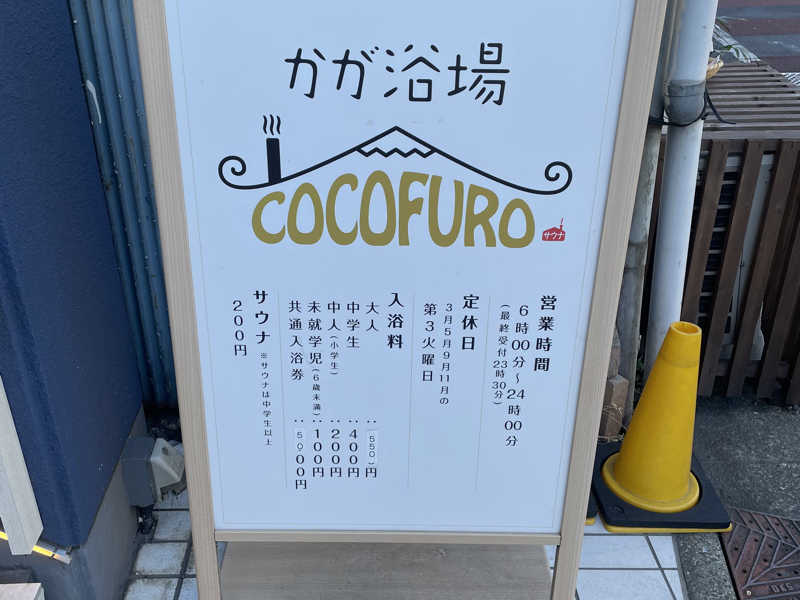 かが浴場
COCOFURO
サウナ
営業時間
6時00分〜24時00分
(最終受付23時30分)
定休日
3月5月9月11月の
第3火曜日
入浴料
大人 : 550円
中学生 : 400円
中人(小学生) : 200円
未就学児(6歳未満) : 100円
共通入浴券 : 5000円
サウナ ※サウナは中学生以上
200円